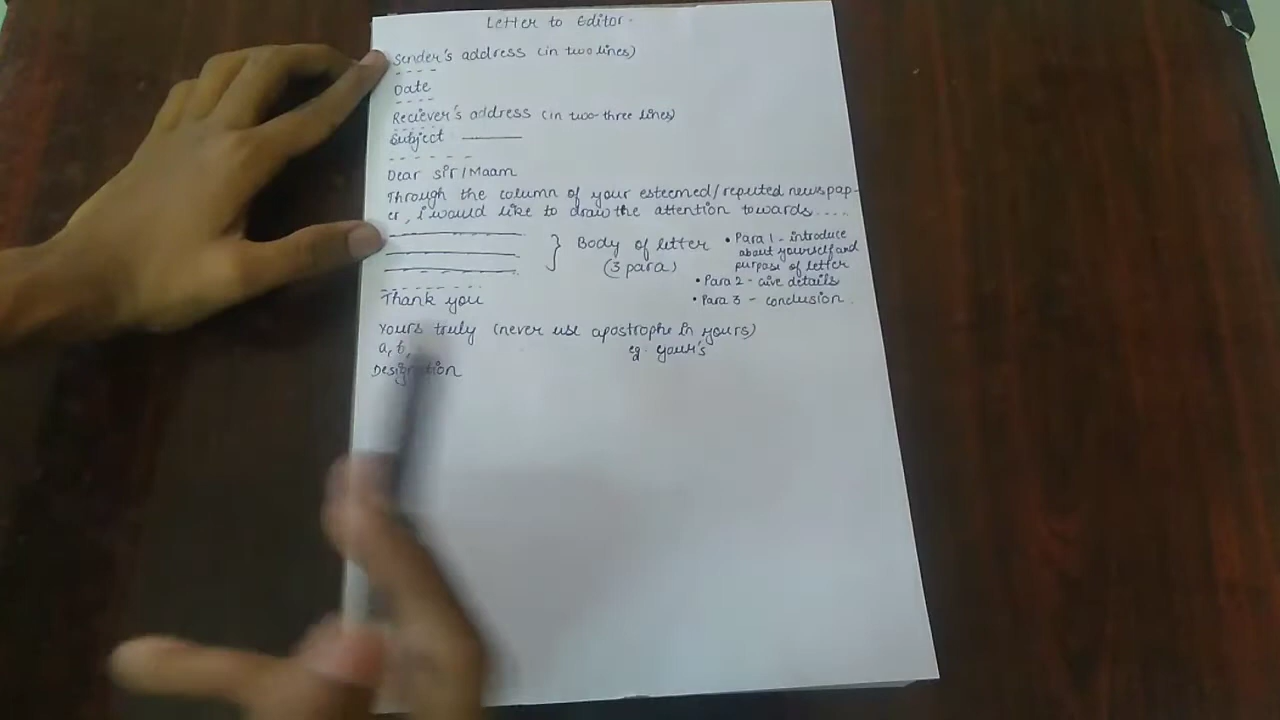 Letter to Editor.
Sender's address (in two lines)
- - - -
Date
- - - -
Reciever's address (in two-three lines)
Subject ______
- - - - - -
Dear sir/Maam
Through the column of your esteemed/reputed newspap-
er, i would like to draw the attention towards.....
} Body of letter
(3 para)
• Para 1 - introduce
about yourself and
purpose of letter
• Para 2 - Give details
• Para 3 - conclusion.
- - - - - -
Thank you
Yours truly (never use apostrophe in yours)
eg. your's
a, b,
Designation